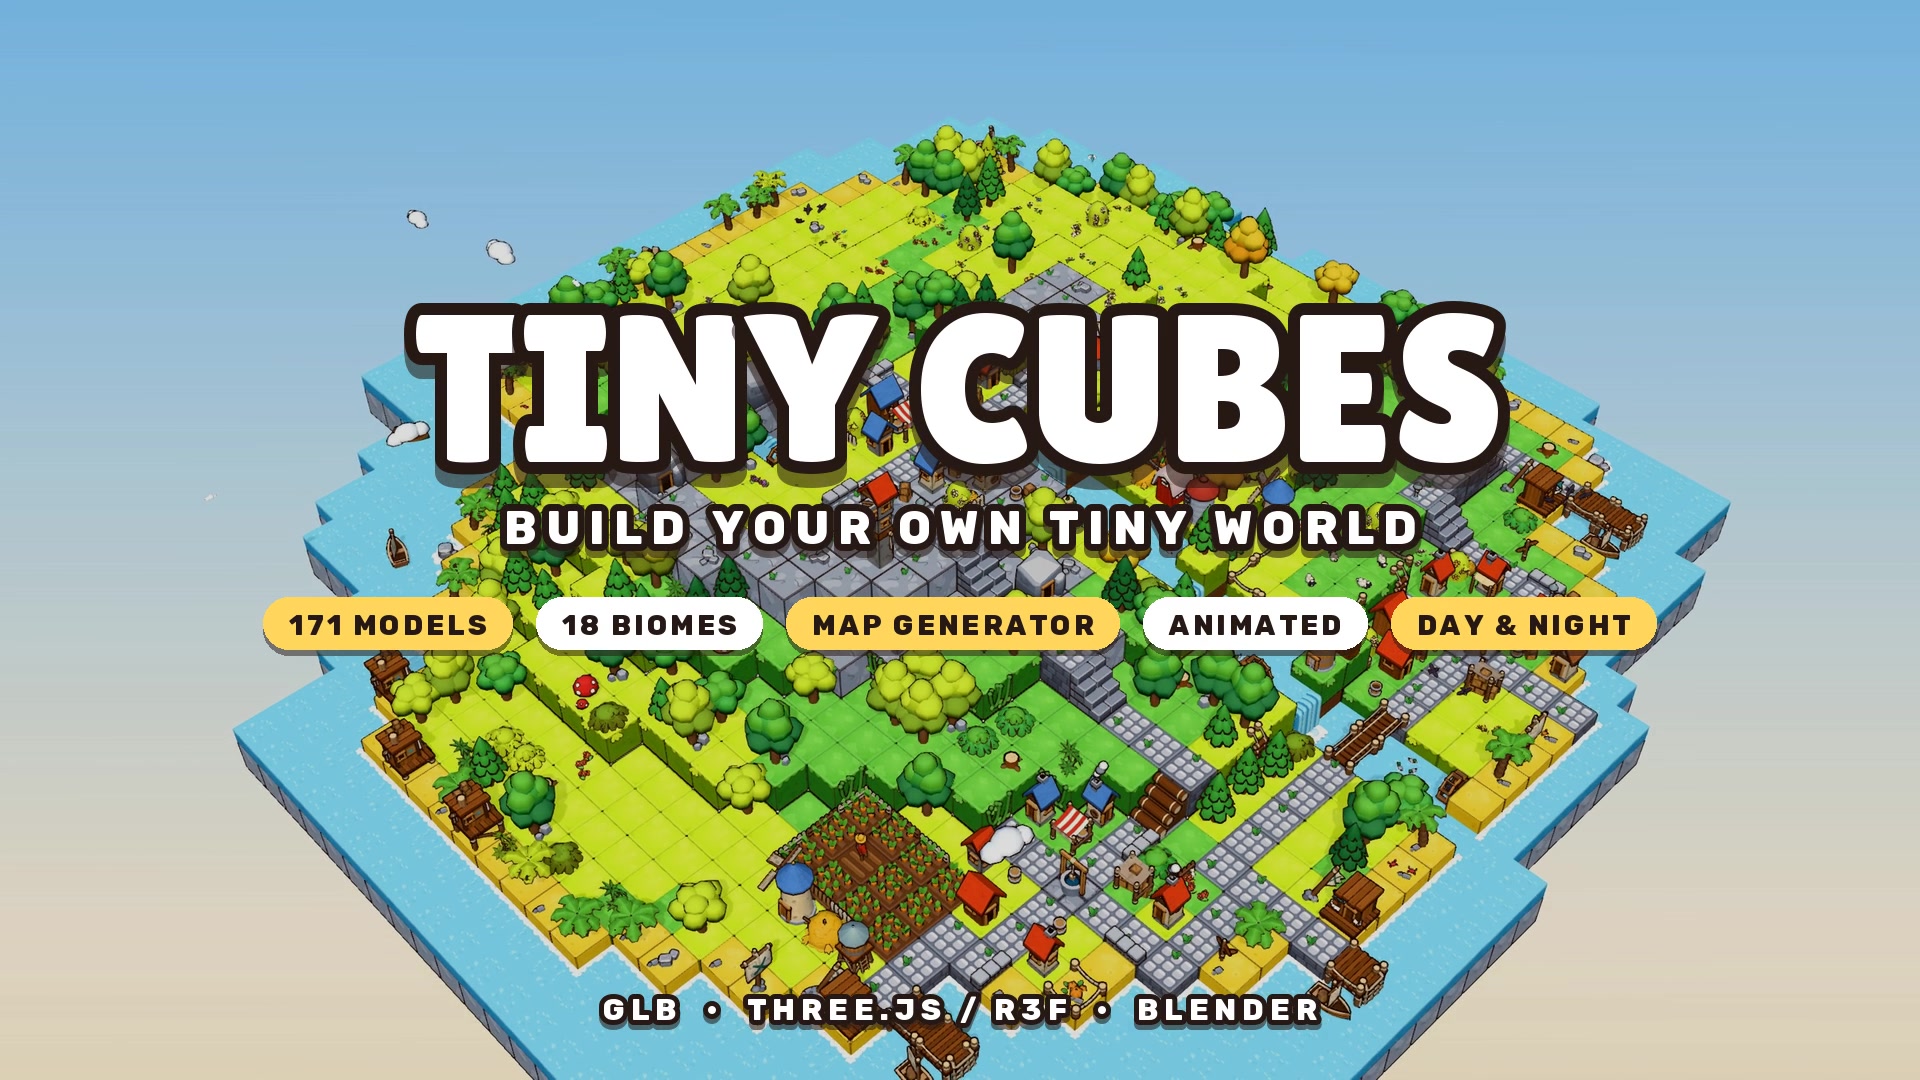 TINY CUBES
BUILD YOUR OWN TINY WORLD
171 MODELS 18 BIOMES MAP GENERATOR ANIMATED DAY & NIGHT
GLB • THREE.JS / R3F • BLENDER